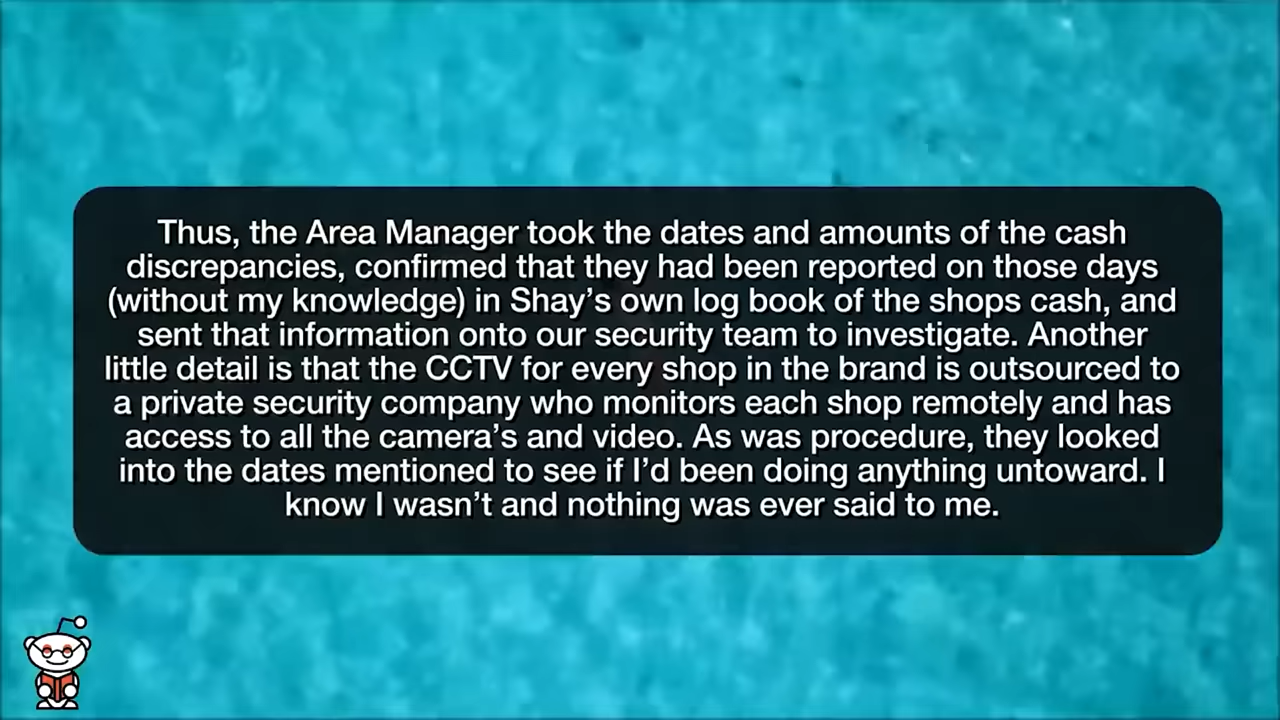 Thus, the Area Manager took the dates and amounts of the cash
discrepancies, confirmed that they had been reported on those days
(without my knowledge) in Shay’s own log book of the shops cash, and
sent that information onto our security team to investigate. Another
little detail is that the CCTV for every shop in the brand is outsourced to
a private security company who monitors each shop remotely and has
access to all the camera’s and video. As was procedure, they looked
into the dates mentioned to see if I’d been doing anything untoward. I
know I wasn’t and nothing was ever said to me.